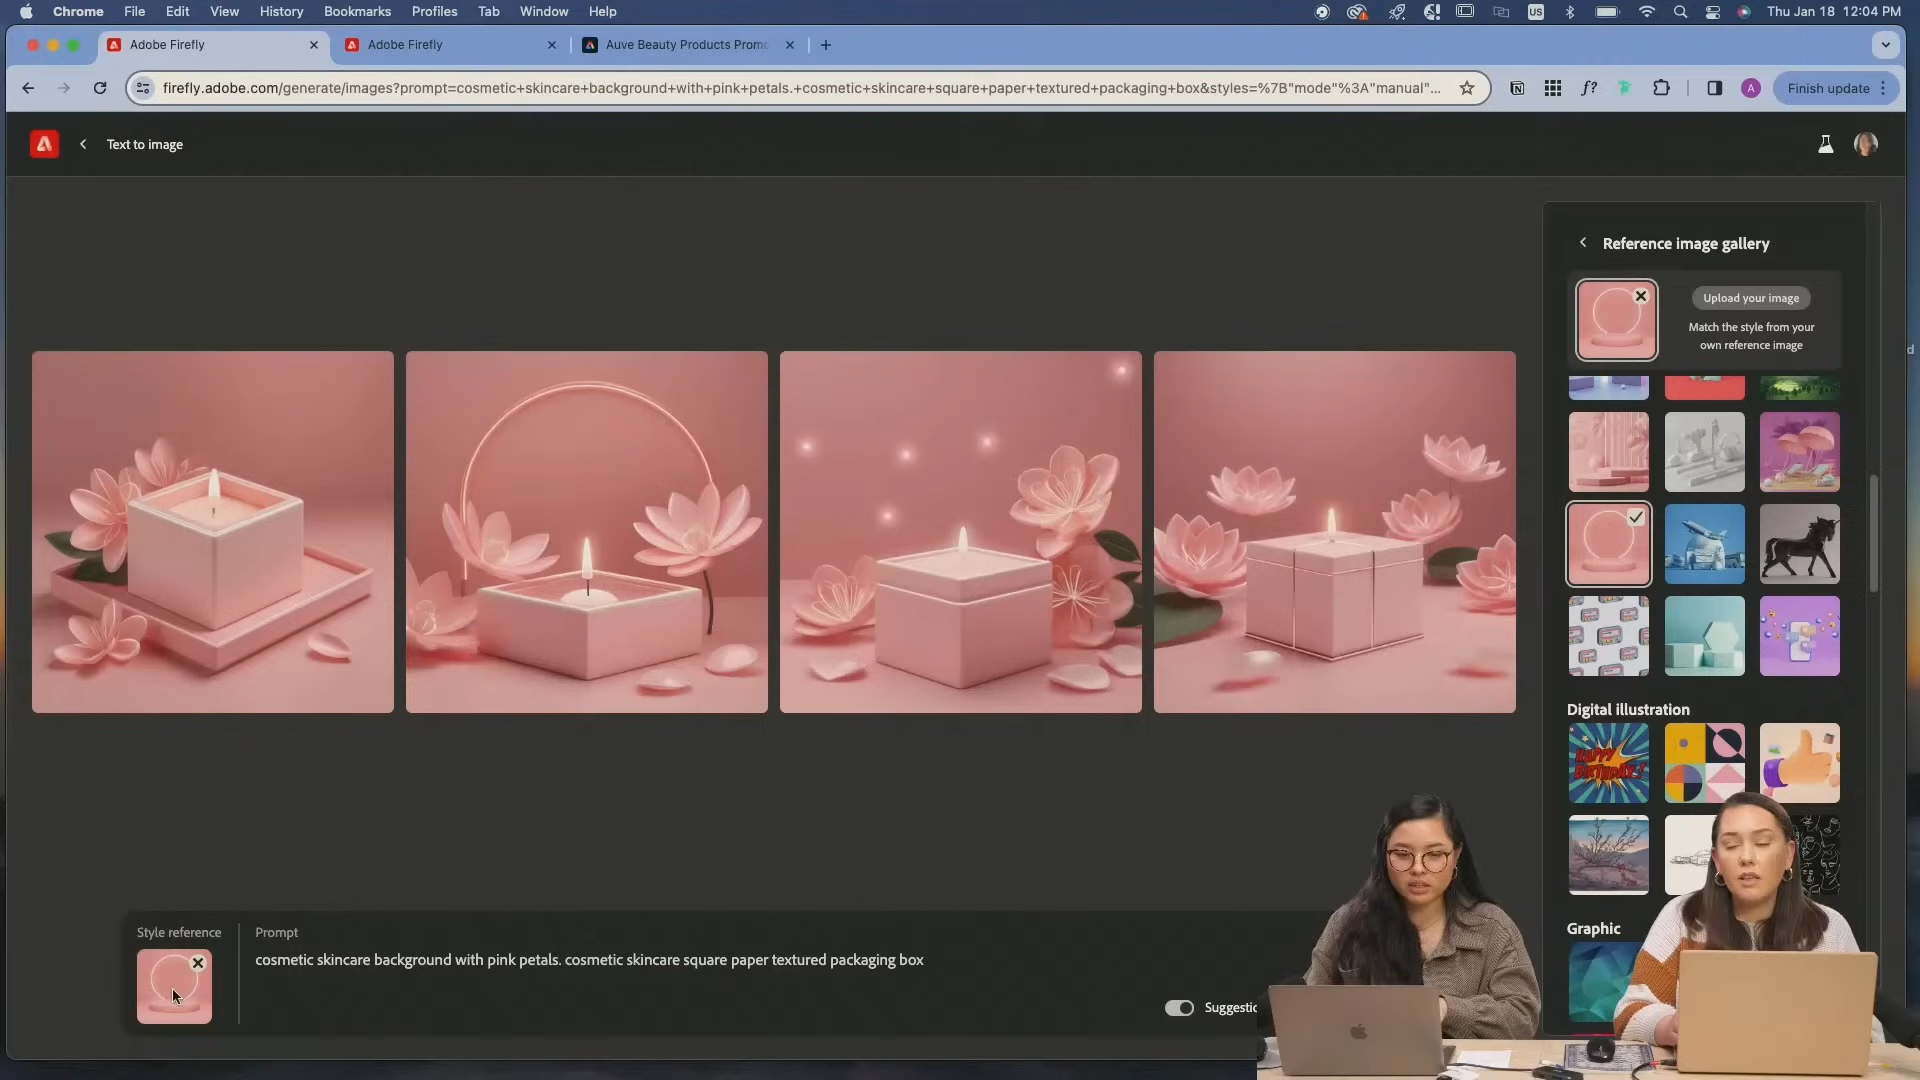 Chrome File Edit View History Bookmarks Profiles Tab Window Help
US
Thu Jan 18 12:04 PM
Adobe Firefly
Adobe Firefly
Auve Beauty Products Promo
firefly.adobe.com/generate/images?prompt=cosmetic+skincare+background+with+pink+petals.+cosmetic+skincare+square+paper+textured+packaging+box&styles=%7B"mode"%3A"manual"...
f?
A
Finish update
Text to image
Reference image gallery
Upload your image
Match the style from your
own reference image
Digital illustration
HAPPY
BIRTHDAY!
Graphic
Style reference
Prompt
cosmetic skincare background with pink petals. cosmetic skincare square paper textured packaging box
Suggestio